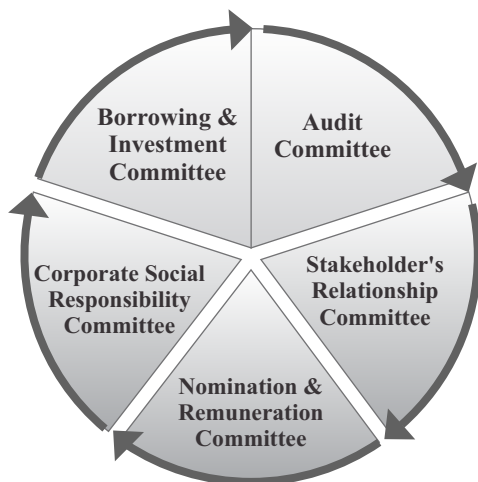 Borrowing &
Investment
Committee
Audit
Committee
Stakeholder's
Relationship
Committee
Nomination &
Remuneration
Committee
Corporate Social
Responsibility
Committee